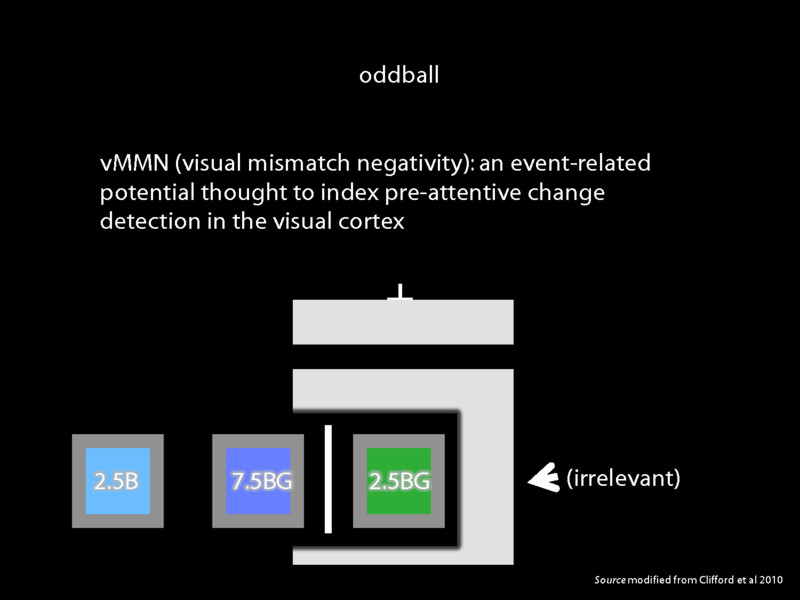 oddball
vMMN (visual mismatch negativity): an event-related
potential thought to index pre-attentive change
detection in the visual cortex
2.5B 7.5BG 2.5BG (irrelevant)
Source modified from Clifford et al 2010